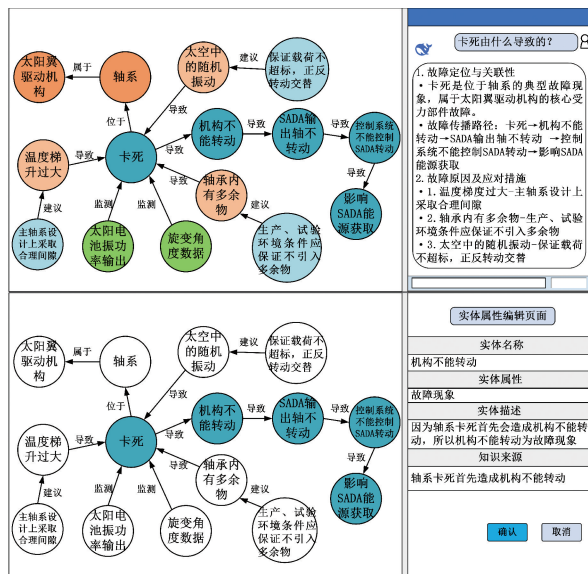 太阳翼
驱动机
构
属于
轴系
太空中
的随机
振动
建议
保证载荷不
超标，正反
转动交替
位于
导致
温度梯
升过大
导致
卡死
导致
机构不
能转动
导致
SADA输
出轴不
转动
导致
控制系统
不能控制
SADA转动
导致
影响
SADA能
源获取
建议
监测
监测
导致
轴承内
有多余
物
建议
主轴系设
计上采取
合理间隙
太阳电
池振功
率输出
旋变角
度数据
生产、试验
环境条件应
保证不引入
多余物
卡死由什么导致的？
1.故障定位与关联性
·卡死是位于轴系的典型故障现
象，属于太阳翼驱动机构的核心受
力部件故障。
·故障传播路径：卡死→机构不能
转动→SADA输出轴不转动 →控制
系统不能控制SADA转动→影响SADA
能源获取
2.故障原因及应对措施
·1.温度梯度过大-主轴系设计上
采取合理间隙
·2.轴承内有多余物-生产、试验
环境条件应保证不引入多余物
·3.太空中的随机振动-保证载荷
不超标，正反转动交替
太阳翼
驱动机
构
属于
轴系
太空中
的随机
振动
建议
保证载荷不
超标，正反
转动交替
位于
导致
温度梯
升过大
导致
卡死
导致
机构不
能转动
导致
SADA输
出轴不
转动
导致
控制系统
不能控制
SADA转动
导致
影响
SADA能
源获取
建议
监测
监测
导致
轴承内
有多余
物
建议
主轴系设
计上采取
合理间隙
太阳电
池振功
率输出
旋变角
度数据
生产、试验
环境条件应
保证不引入
多余物
实体属性编辑页面
实体名称
机构不能转动
实体属性
故障现象
实体描述
因为轴系卡死首先会造成机构不能转
动，所以机构不能转动为故障现象
知识来源
轴系卡死首先造成机构不能转动
确认
取消